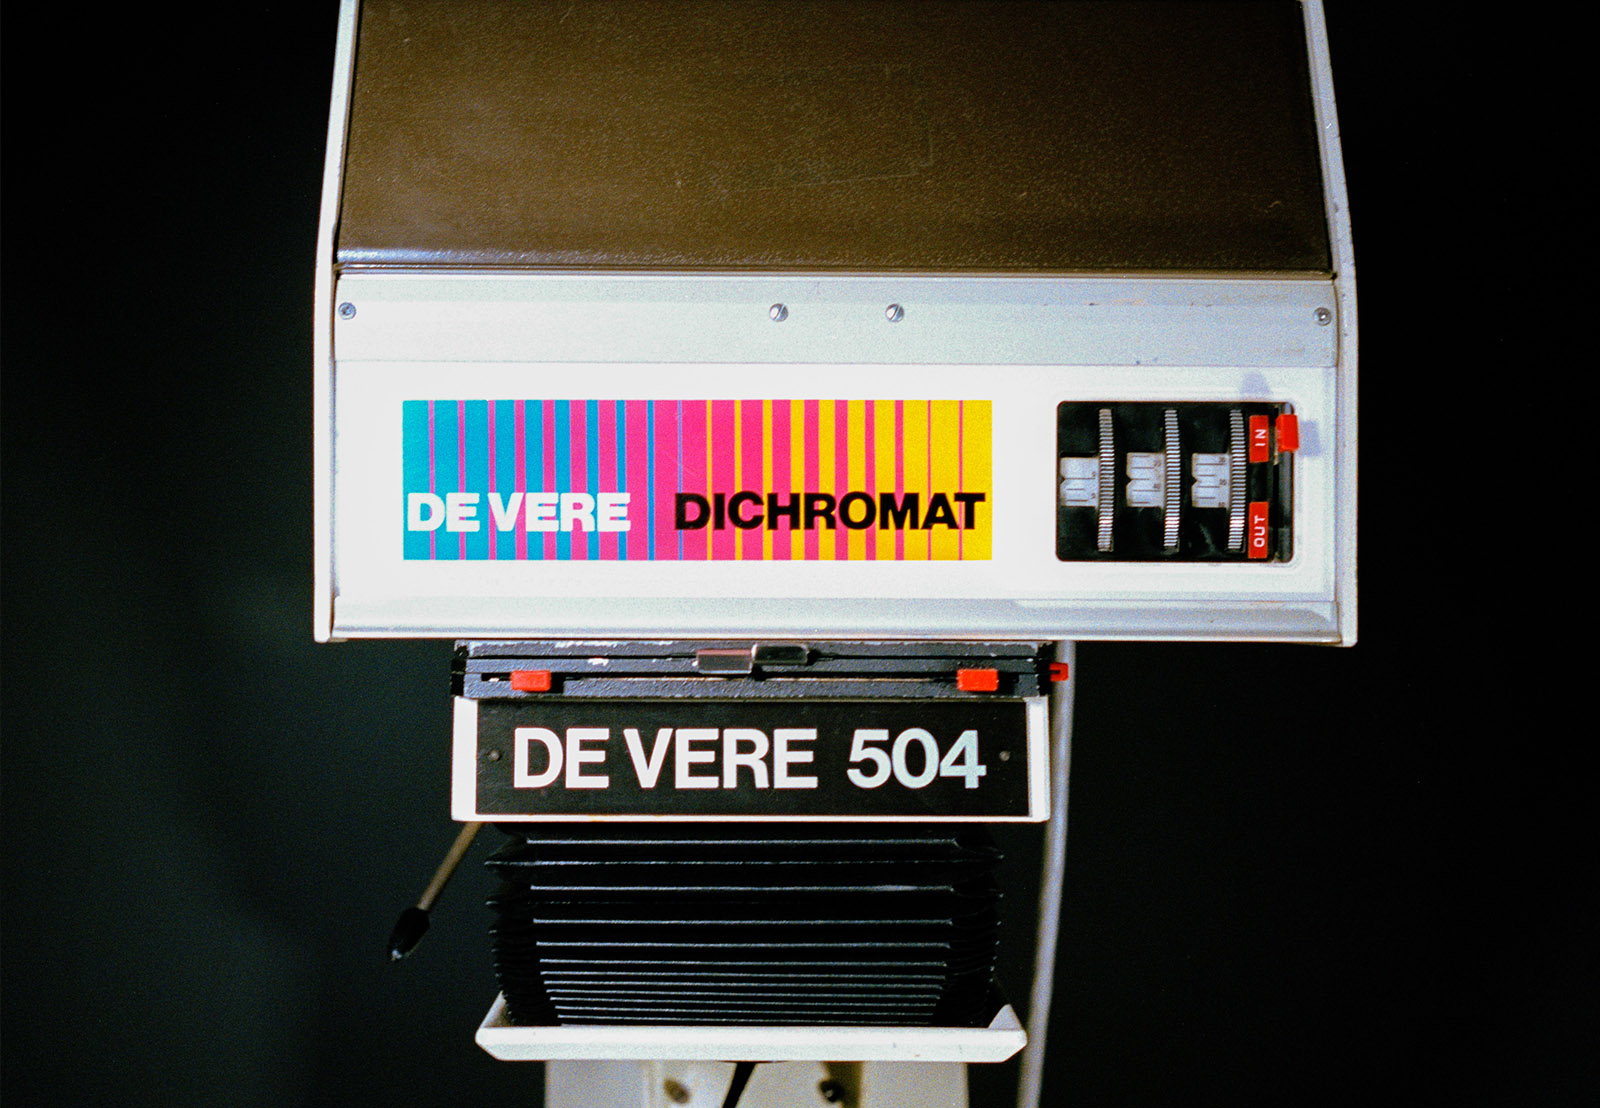 DE VERE DICHROMAT
IN
OUT
DE VERE 504